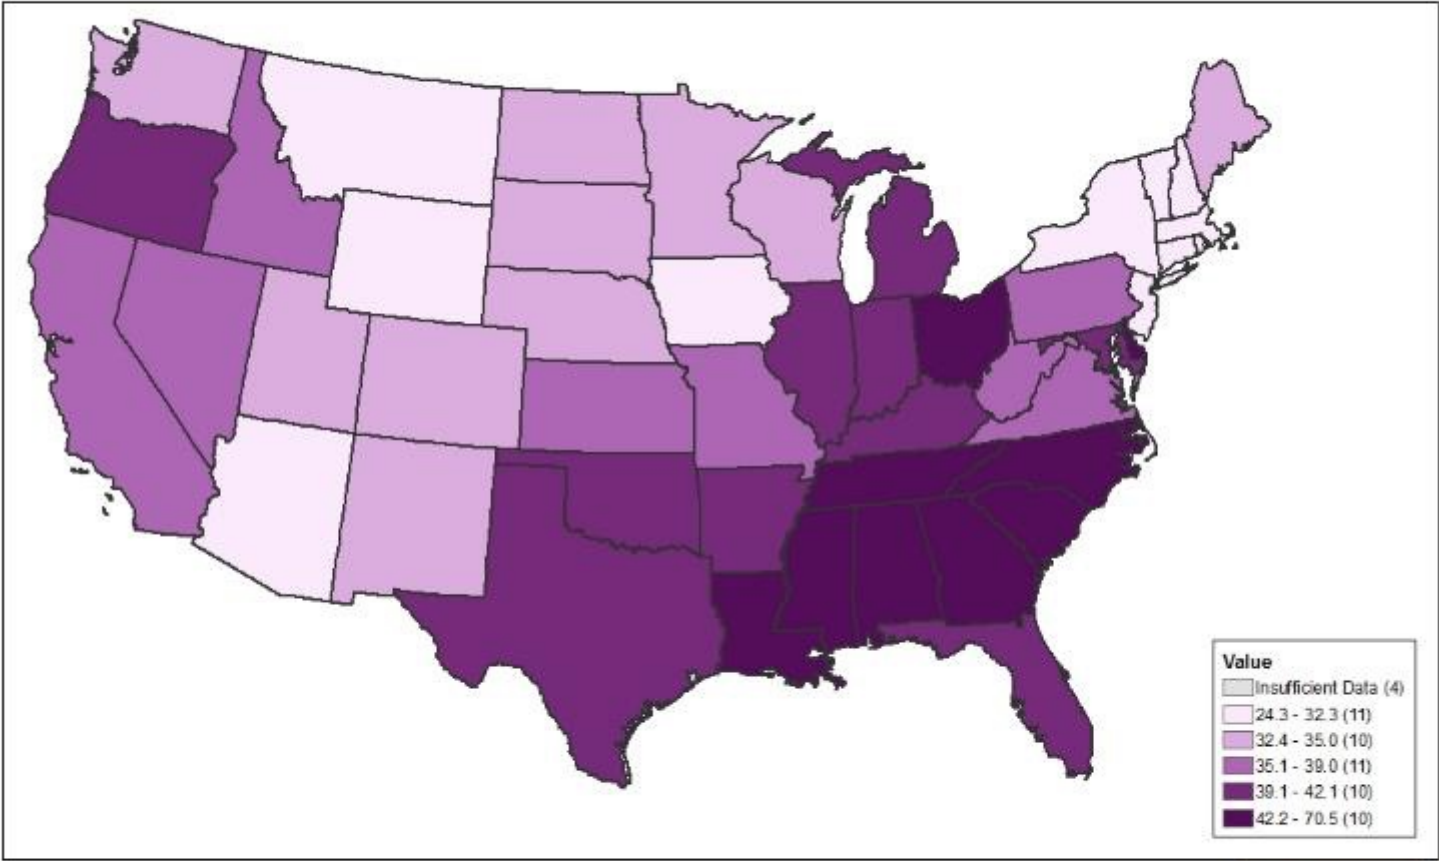 Value
Insufficient Data (4)
24.3 - 32.3 (11)
32.4 - 35.0 (10)
35.1 - 39.0 (11)
39.1 - 42.1 (10)
42.2 - 70.5 (10)